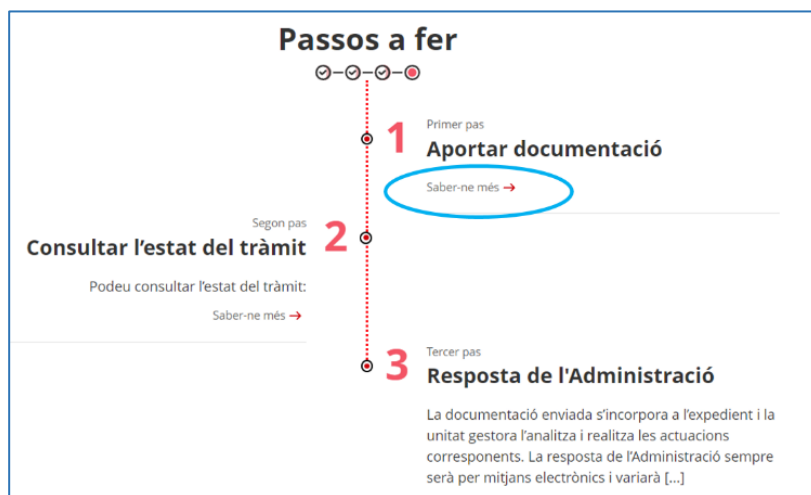 Passos a fer
1
Primer pas
Aportar documentació
Saber-ne més →
2
Segon pas
Consultar l’estat del tràmit
Podeu consultar l’estat del tràmit:
Saber-ne més →
3
Tercer pas
Resposta de l'Administració
La documentació enviada s’incorpora a l’expedient i la
unitat gestora l’analitza i realitza les actuacions
corresponents. La resposta de l’Administració sempre
serà per mitjans electrònics i variarà [...]